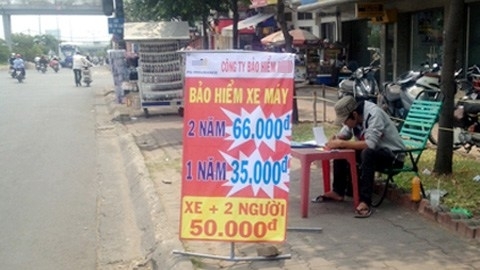 CÔNG TY BẢO HIỂM
BẢO HIỂM XE MÁY
2 NĂM 66,000đ
1 NĂM 35,000đ
XE + 2 NGƯỜI
50.000đ